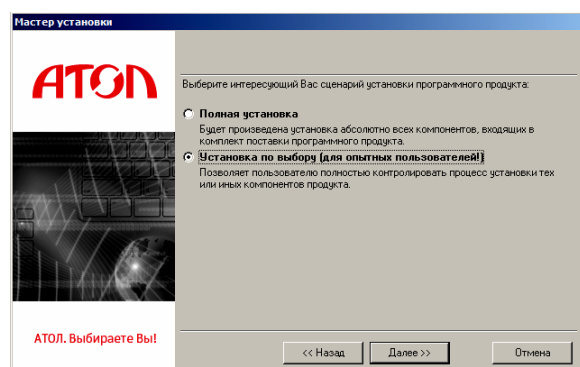 Мастер установки
АТОЛ
Выберите интересующий Вас сценарий установки программного продукта:
Полная установка
Будет произведена установка абсолютно всех компонентов, входящих в
комплект поставки программного продукта.
Установка по выбору (для опытных пользователей!)
Позволяет пользователю полностью контролировать процесс установки тех
или иных компонентов продукта.
АТОЛ. Выбираете Вы!
<< Назад
Далее >>
Отмена